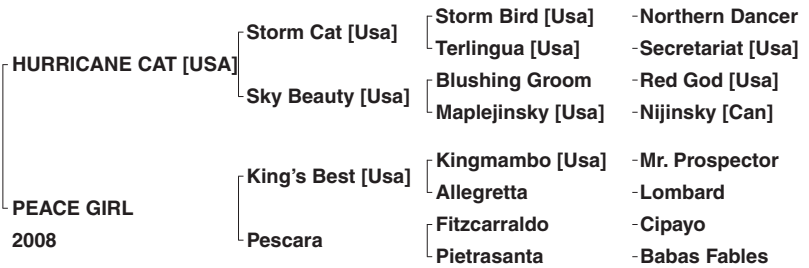 HURRICANE CAT [USA]
PEACE GIRL
2008
Storm Cat [Usa]
Sky Beauty [Usa]
King's Best [Usa]
Pescara
Storm Bird [Usa]
Terlingua [Usa]
Blushing Groom
Maplejinsky [Usa]
Kingmambo [Usa]
Allegretta
Fitzcarraldo
Pietrasanta
-Northern Dancer
-Secretariat [Usa]
-Red God [Usa]
-Nijinsky [Can]
-Mr. Prospector
-Lombard
-Cipayo
-Babas Fables